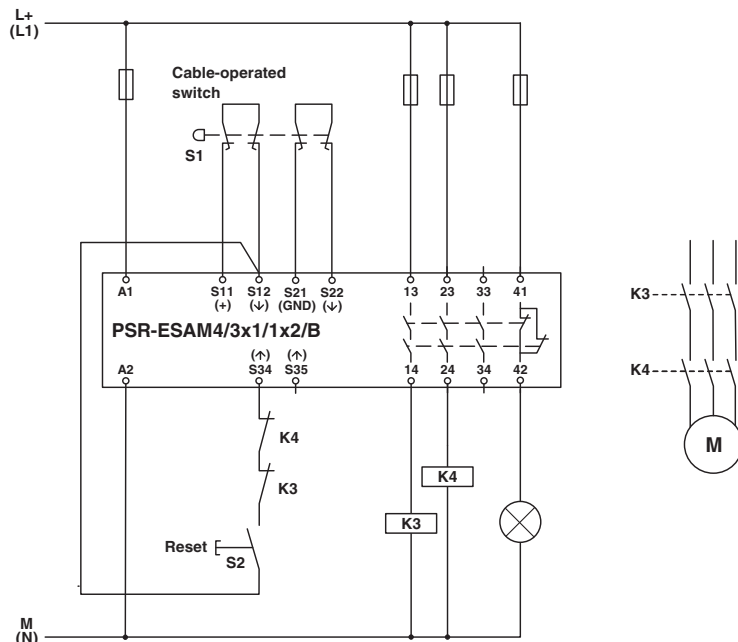 L+
(L1)
Cable-operated
switch
S1
A1
S11
(+)
S12
(↓)
S21
(GND)
S22
(↓)
13
23
33
41
PSR-ESAM4/3x1/1x2/B
A2
(↑)
S34
(↑)
S35
14
24
34
42
K4
K3
Reset
S2
K4
K3
K3
K4
M
M
(N)